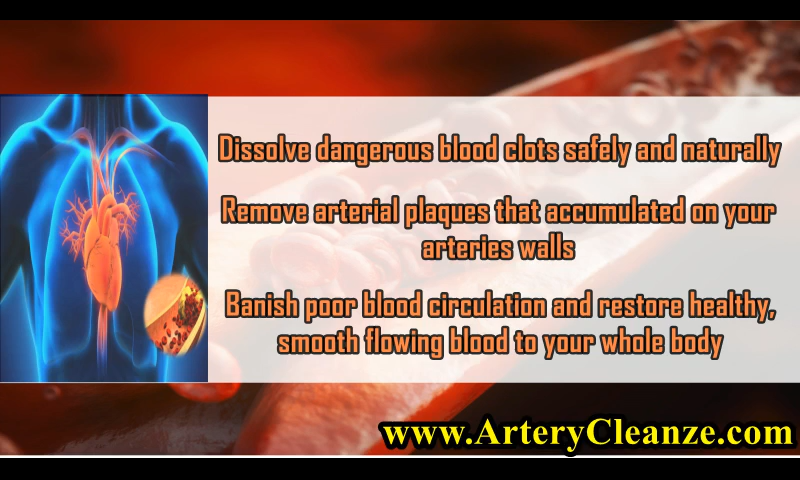 Dissolve dangerous blood clots safely and naturally
Remove arterial plaques that accumulated on your
arteries walls
Banish poor blood circulation and restore healthy,
smooth flowing blood to your whole body
www.ArteryCleanze.com